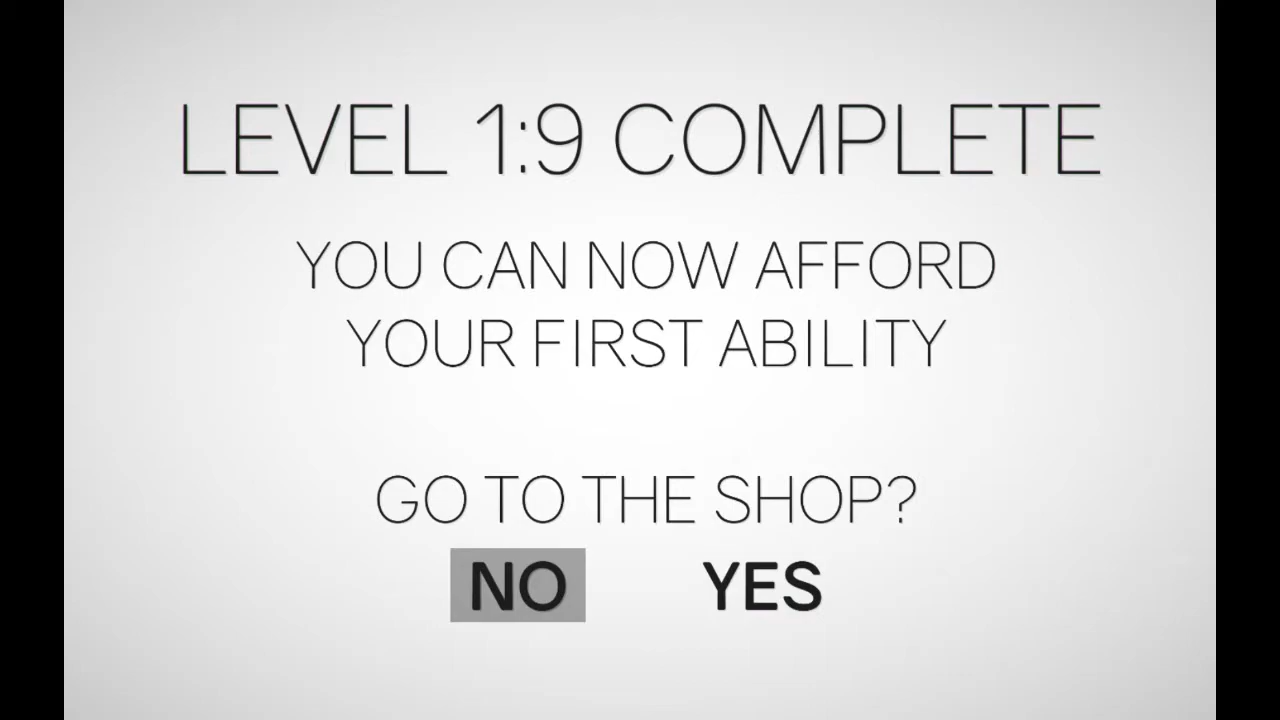 LEVEL 1:9 COMPLETE
YOU CAN NOW AFFORD
YOUR FIRST ABILITY
GO TO THE SHOP?
NO YES